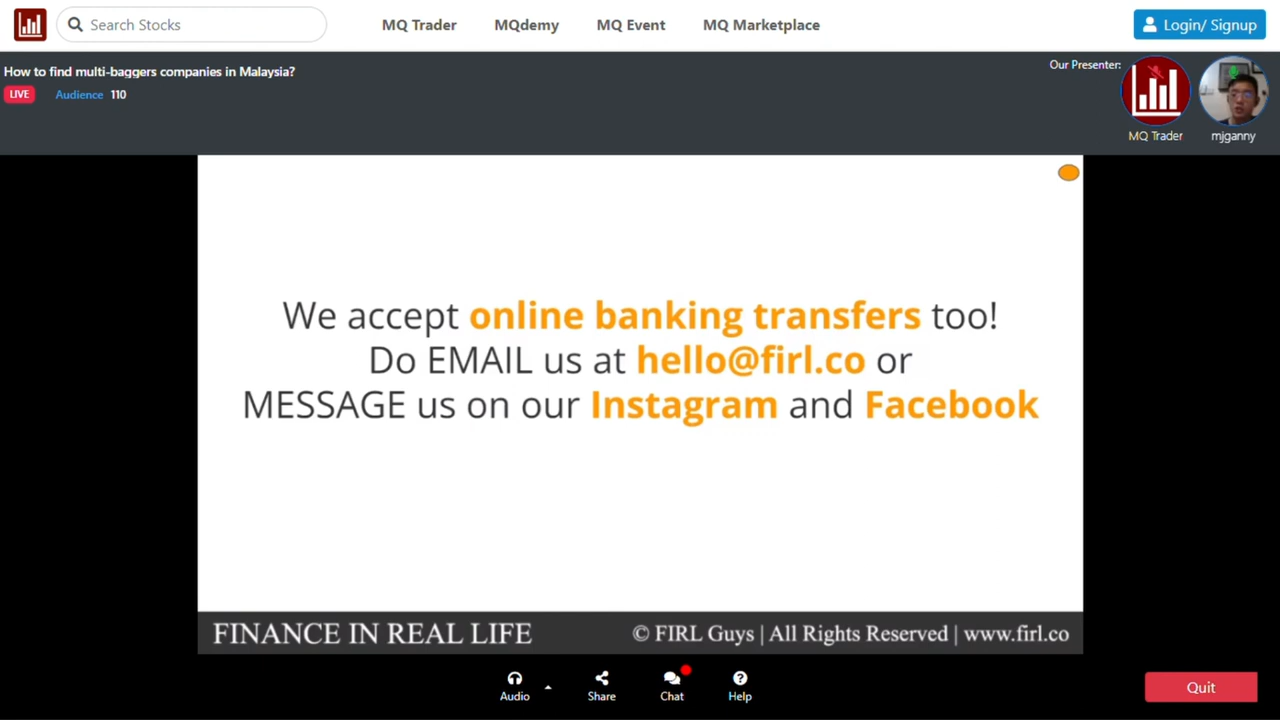 Search Stocks
MQ Trader
MQdemy
MQ Event
MQ Marketplace
Login/ Signup
How to find multi-baggers companies in Malaysia?
LIVE
Audience 110
Our Presenter:
MQ Trader
mjganny
We accept online banking transfers too!
Do EMAIL us at hello@firl.co or
MESSAGE us on our Instagram and Facebook
FINANCE IN REAL LIFE
© FIRL Guys | All Rights Reserved | www.firl.co
Audio
Share
Chat
Help
Quit